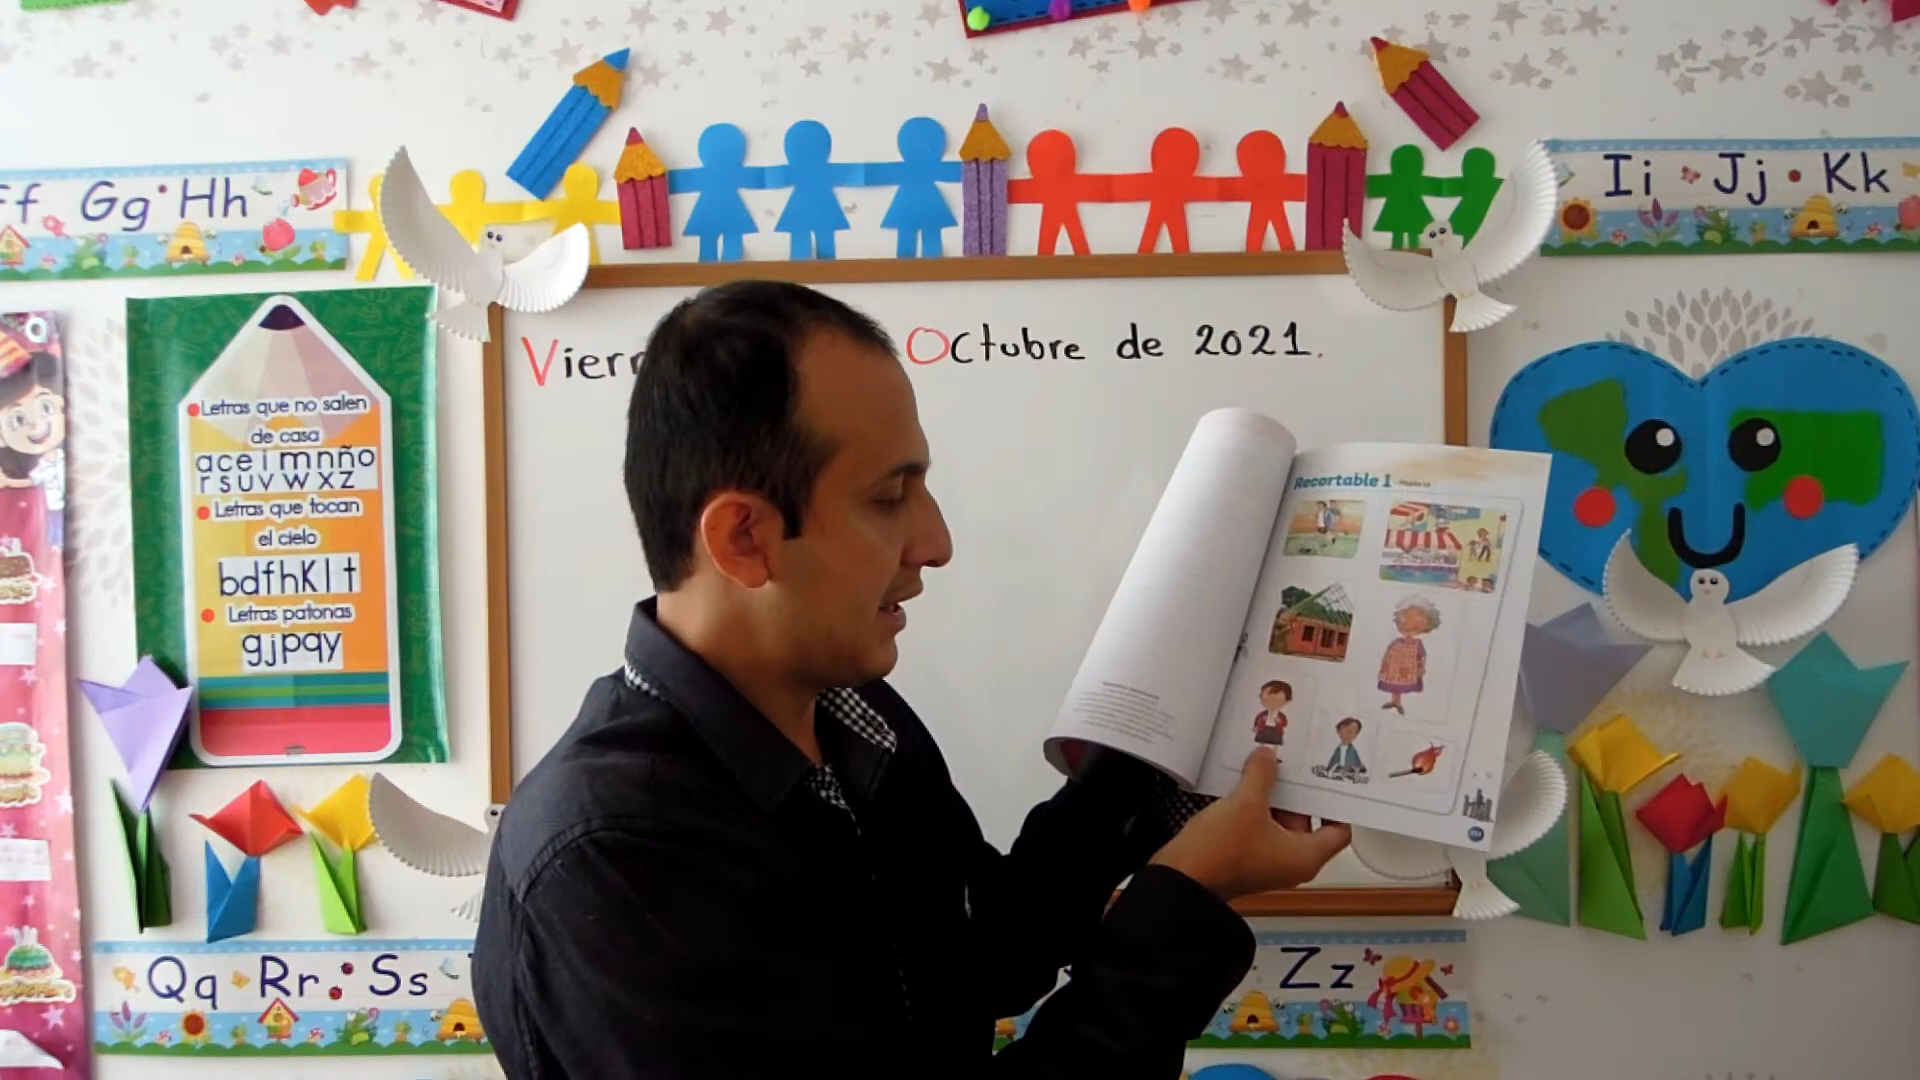 Ff Gg Hh
Ii Jj Kk
Vier
Octubre de 2021.
Letras que no salen
de casa
a c e i m n ñ o
r s u v w x z
Letras que tocan
el cielo
b d f h K l t
Letras patonas
g j p q y
Recortable 1
Qq Rr Ss
Zz